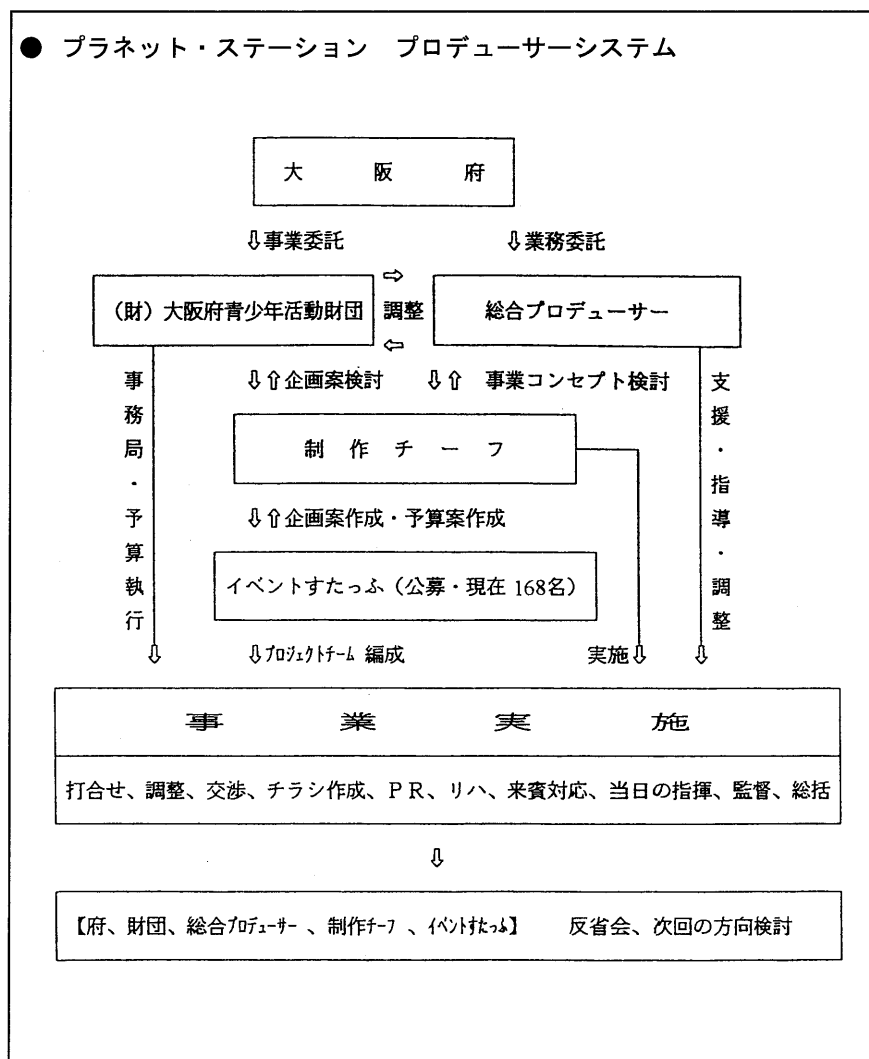 ● プラネット・ステーション　プロデューサーシステム
大　阪　府
⇩事業委託　⇩業務委託
⇨
（財）大阪府青少年活動財団　調整　総合プロデューサー
⇦
⇩⇧企画案検討　⇩⇧　事業コンセプト検討
事務局・予算執行
支援・指導・調整
制　作　チ　ー　フ
⇩⇧企画案作成・予算案作成
イベントすたっふ（公募・現在 168名）
⇩　⇩ﾌﾟﾛｼﾞｪｸﾄﾁｰﾑ 編成　実施⇩　⇩
事　業　実　施
打合せ、調整、交渉、チラシ作成、ＰＲ、リハ、来賓対応、当日の指揮、監督、総括
⇩
【府、財団、総合ﾌﾟﾛﾃﾞｭｰｻｰ 、制作ﾁｰﾌ 、ｲﾍﾞﾝﾄすたっふ】　反省会、次回の方向検討